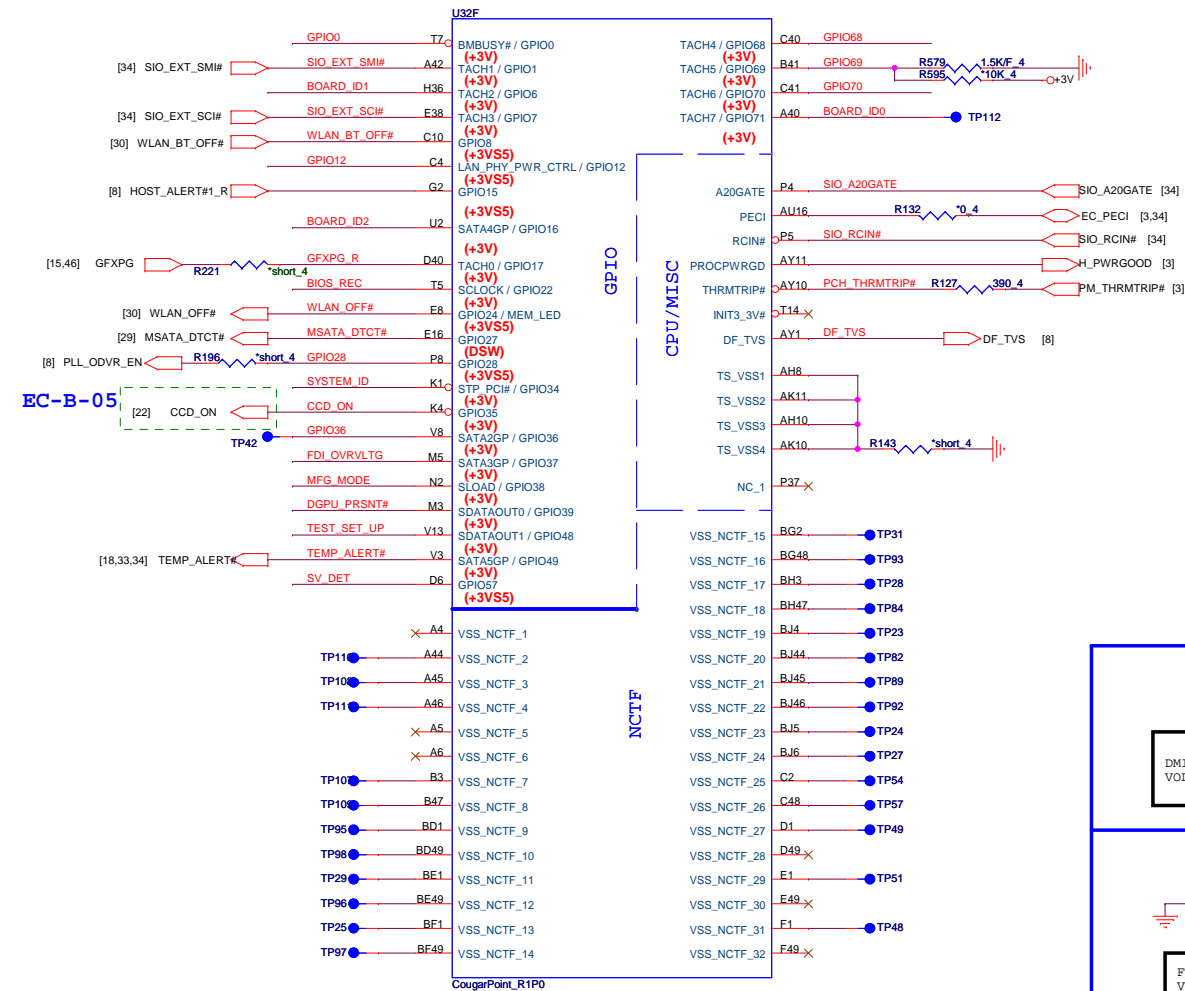 U32F
GPIO0 T7 BMBUSY# / GPIO0 TACH4 / GPIO68 C40 GPIO68
(+3V) (+3V)
[34] SIO_EXT_SMI# SIO_EXT_SMI# A42 TACH1 / GPIO1 TACH5 / GPIO69 B41 GPIO69 R579 1.5K/F_4
(+3V) (+3V) R595 *10K_4 +3V
BOARD_ID1 H36 TACH2 / GPIO6 TACH6 / GPIO70 C41 GPIO70
(+3V) (+3V)
[34] SIO_EXT_SCI# SIO_EXT_SCI# E38 TACH3 / GPIO7 TACH7 / GPIO71 A40 BOARD_ID0 TP112
(+3V) (+3V)
[30] WLAN_BT_OFF# WLAN_BT_OFF# C10 GPIO8
(+3VS5)
GPIO12 C4 LAN_PHY_PWR_CTRL / GPIO12
(+3VS5)
[8] HOST_ALERT#1_R G2 GPIO15 A20GATE P4 SIO_A20GATE SIO_A20GATE [34]
(+3VS5)
PECI AU16 R132 *0_4 EC_PECI [3,34]
BOARD_ID2 U2 SATA4GP / GPIO16
RCIN# P5 SIO_RCIN# SIO_RCIN# [34]
(+3V)
[15,46] GFXPG R221 *short_4 GFXPG_R D40 TACH0 / GPIO17 PROCPWRGD AY11 H_PWRGOOD [3]
(+3V)
BIOS_REC T5 SCLOCK / GPIO22 THRMTRIP# AY10 PCH_THRMTRIP# R127 390_4 PM_THRMTRIP# [3]
(+3V)
[30] WLAN_OFF# WLAN_OFF# E8 GPIO24 / MEM_LED INIT3_3V# T14
(+3VS5)
[29] MSATA_DTCT# MSATA_DTCT# E16 GPIO27 DF_TVS AY1 DF_TVS DF_TVS [8]
(DSW)
[8] PLL_ODVR_EN R196 *short_4 GPIO28 P8 GPIO28
(+3VS5)
SYSTEM_ID K1 STP_PCI# / GPIO34 TS_VSS1 AH8
(+3V)
EC-B-05 [22] CCD_ON CCD_ON K4 GPIO35 TS_VSS2 AK11
(+3V)
TP42 GPIO36 V8 SATA2GP / GPIO36 TS_VSS3 AH10
(+3V)
FDI_OVRVLTG M5 SATA3GP / GPIO37 TS_VSS4 AK10 R143 *short_4
(+3V)
MFG_MODE N2 SLOAD / GPIO38 NC_1 P37
(+3V)
DGPU_PRSNT# M3 SDATAOUT0 / GPIO39
(+3V)
TEST_SET_UP V13 SDATAOUT1 / GPIO48 VSS_NCTF_15 BG2 TP31
(+3V)
[18,33,34] TEMP_ALERT# TEMP_ALERT# V3 SATA5GP / GPIO49 VSS_NCTF_16 BG48 TP93
(+3V)
SV_DET D6 GPIO57 VSS_NCTF_17 BH3 TP28
(+3VS5)
GPIO
CPU/MISC
NCTF
VSS_NCTF_18 BH47 TP84
A4 VSS_NCTF_1 VSS_NCTF_19 BJ4 TP23
A44 VSS_NCTF_2 VSS_NCTF_20 BJ44 TP82
A45 VSS_NCTF_3 VSS_NCTF_21 BJ45 TP89
A46 VSS_NCTF_4 VSS_NCTF_22 BJ46 TP92
A5 VSS_NCTF_5 VSS_NCTF_23 BJ5 TP24
A6 VSS_NCTF_6 VSS_NCTF_24 BJ6 TP27
TP107 B3 VSS_NCTF_7 VSS_NCTF_25 C2 TP54
TP109 B47 VSS_NCTF_8 VSS_NCTF_26 C48 TP57
TP95 BD1 VSS_NCTF_9 VSS_NCTF_27 D1 TP49
TP98 BD49 VSS_NCTF_10 VSS_NCTF_28 D49
TP29 BE1 VSS_NCTF_11 VSS_NCTF_29 E1 TP51
TP96 BE49 VSS_NCTF_12 VSS_NCTF_30 E49
TP25 BF1 VSS_NCTF_13 VSS_NCTF_31 F1 TP48
TP97 BF49 VSS_NCTF_14 VSS_NCTF_32 F49
CougarPoint_R1P0